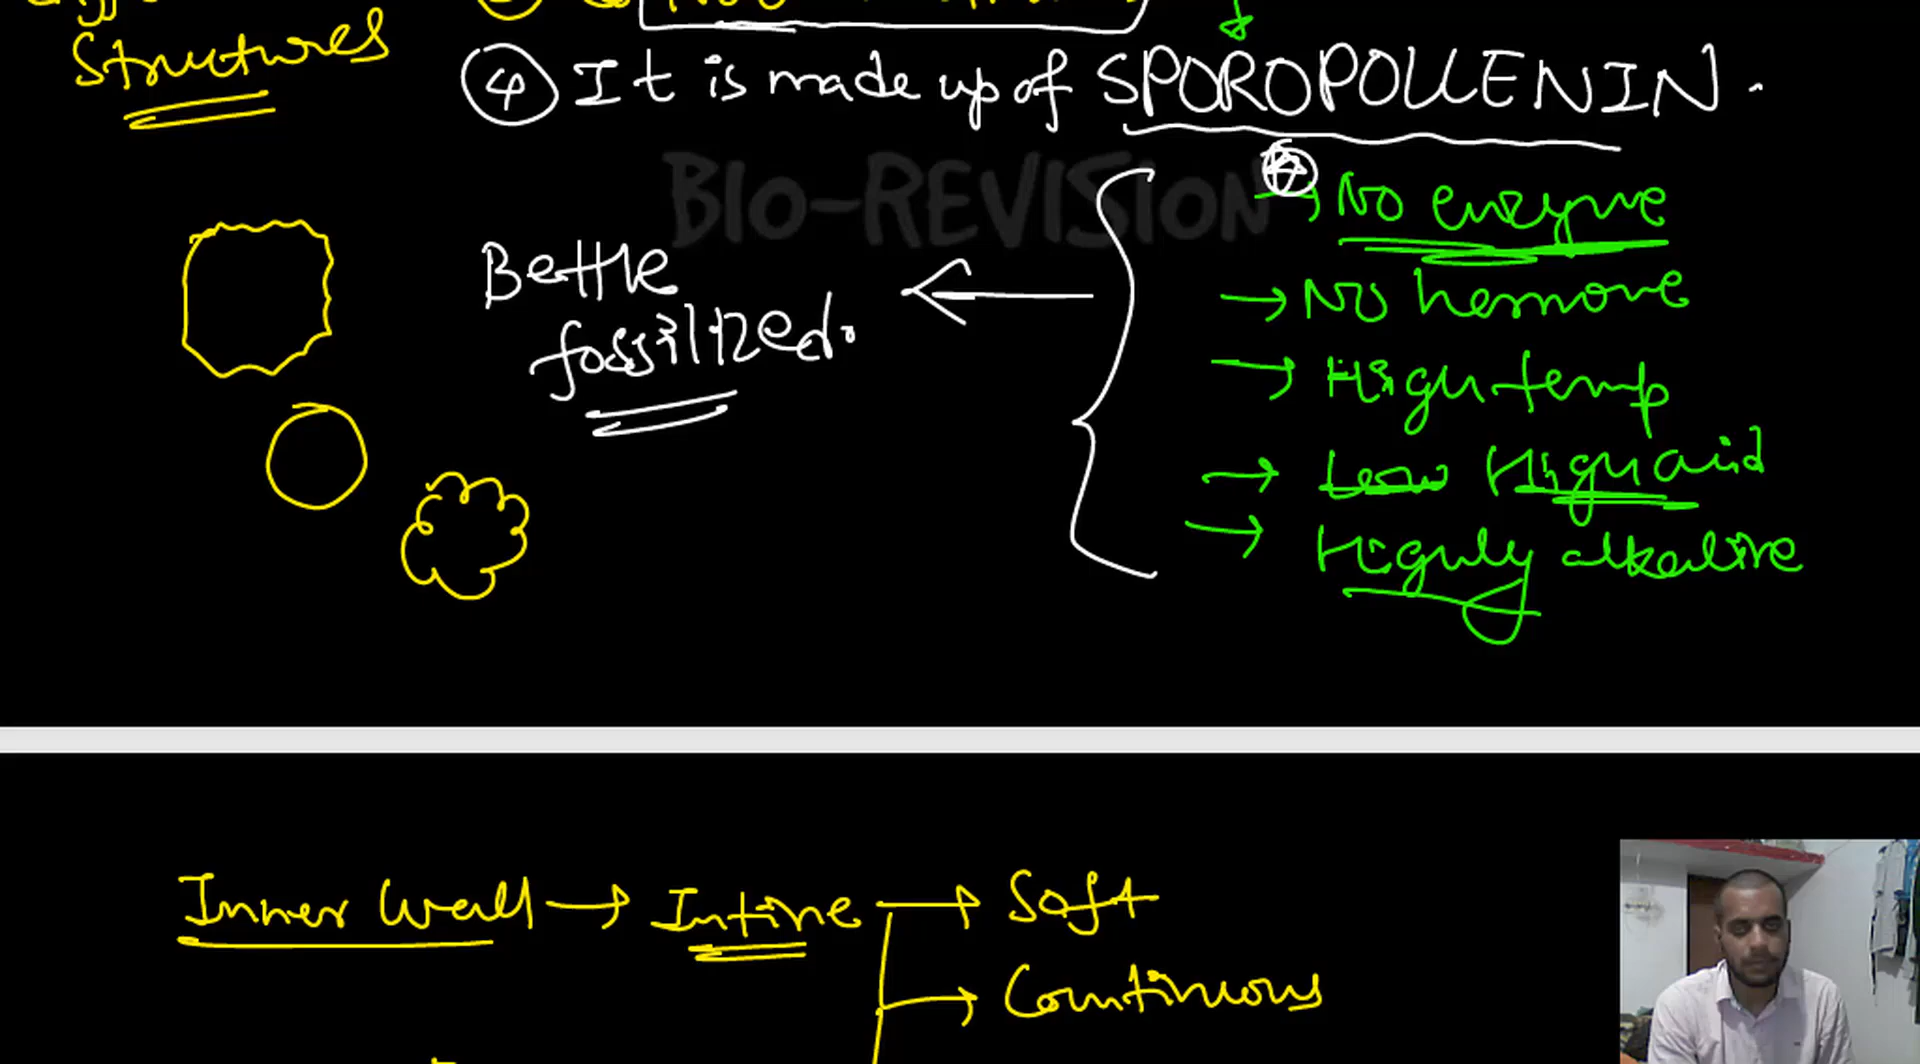 Structures
④ It is made up of SPOROPOLLENIN.
BIO-REVISION
→ No enzyme
→ No hormone
→ High temp
→ Low High acid
→ Highly alkaline
Bettle
fossilized.
Inner Wall → Intine → Soft
→ Continuous